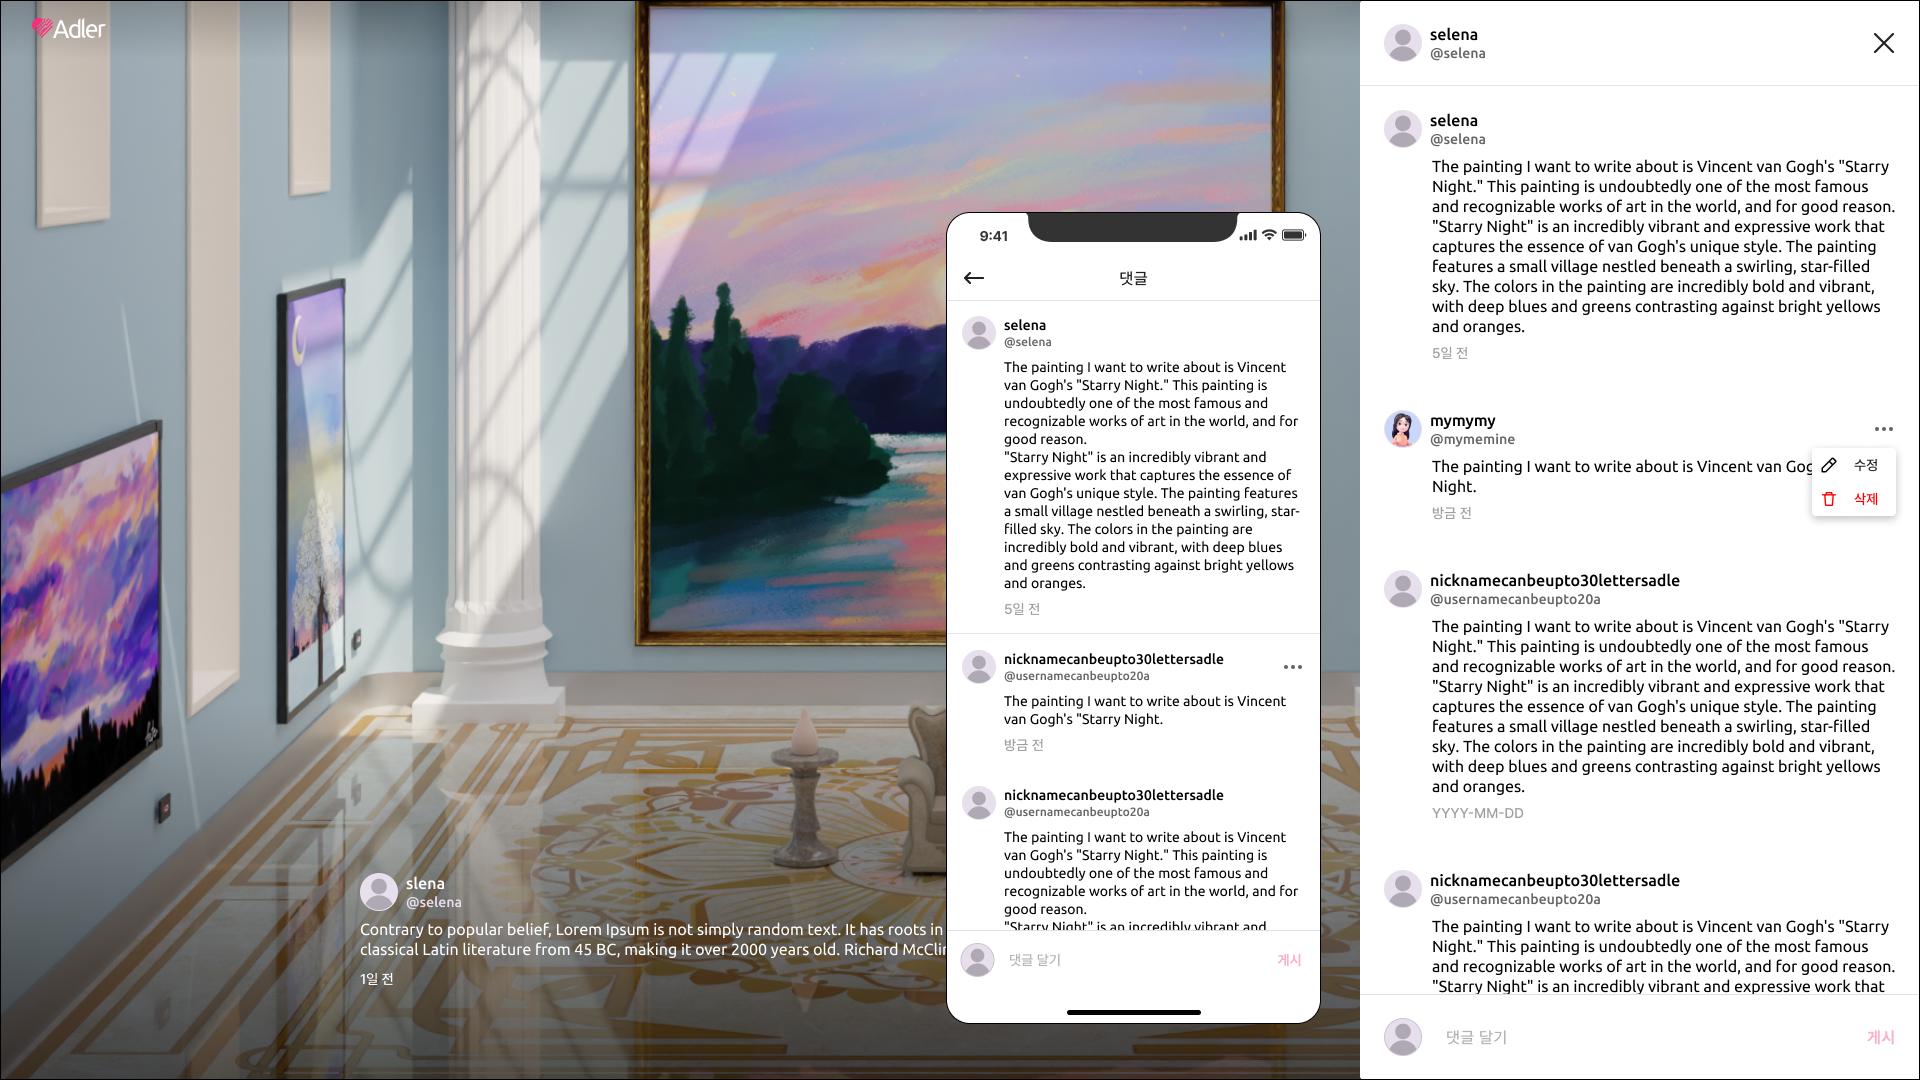 Adler
slena
@selena
Contrary to popular belief, Lorem Ipsum is not simply random text. It has roots in
classical Latin literature from 45 BC, making it over 2000 years old. Richard
1일 전
9:41
댓글
selena
@selena
The painting I want to write about is Vincent
van Gogh's "Starry Night." This painting is
undoubtedly one of the most famous and
recognizable works of art in the world, and for
good reason.
"Starry Night" is an incredibly vibrant and
expressive work that captures the essence of
van Gogh's unique style. The painting features
a small village nestled beneath a swirling, star-
filled sky. The colors in the painting are
incredibly bold and vibrant, with deep blues
and greens contrasting against bright yellows
and oranges.
5일 전
nicknamecanbeupto30lettersadle
@usernamecanbeupto20a
The painting I want to write about is Vincent
van Gogh's "Starry Night.
방금 전
nicknamecanbeupto30lettersadle
@usernamecanbeupto20a
The painting I want to write about is Vincent
van Gogh's "Starry Night." This painting is
undoubtedly one of the most famous and
recognizable works of art in the world, and for
good reason.
"Starry Night" is an incredibly vibrant and
댓글 달기
게시
selena
@selena
selena
@selena
The painting I want to write about is Vincent van Gogh's "Starry
Night." This painting is undoubtedly one of the most famous
and recognizable works of art in the world, and for good reason.
"Starry Night" is an incredibly vibrant and expressive work that
captures the essence of van Gogh's unique style. The painting
features a small village nestled beneath a swirling, star-filled
sky. The colors in the painting are incredibly bold and vibrant,
with deep blues and greens contrasting against bright yellows
and oranges.
5일 전
mymymy
@mymemine
The painting I want to write about is Vincent van
Night.
방금 전
수정
삭제
nicknamecanbeupto30lettersadle
@usernamecanbeupto20a
The painting I want to write about is Vincent van Gogh's "Starry
Night." This painting is undoubtedly one of the most famous
and recognizable works of art in the world, and for good reason.
"Starry Night" is an incredibly vibrant and expressive work that
captures the essence of van Gogh's unique style. The painting
features a small village nestled beneath a swirling, star-filled
sky. The colors in the painting are incredibly bold and vibrant,
with deep blues and greens contrasting against bright yellows
and oranges.
YYYY-MM-DD
nicknamecanbeupto30lettersadle
@usernamecanbeupto20a
The painting I want to write about is Vincent van Gogh's "Starry
Night." This painting is undoubtedly one of the most famous
and recognizable works of art in the world, and for good reason.
"Starry Night" is an incredibly vibrant and expressive work that
댓글 달기
게시